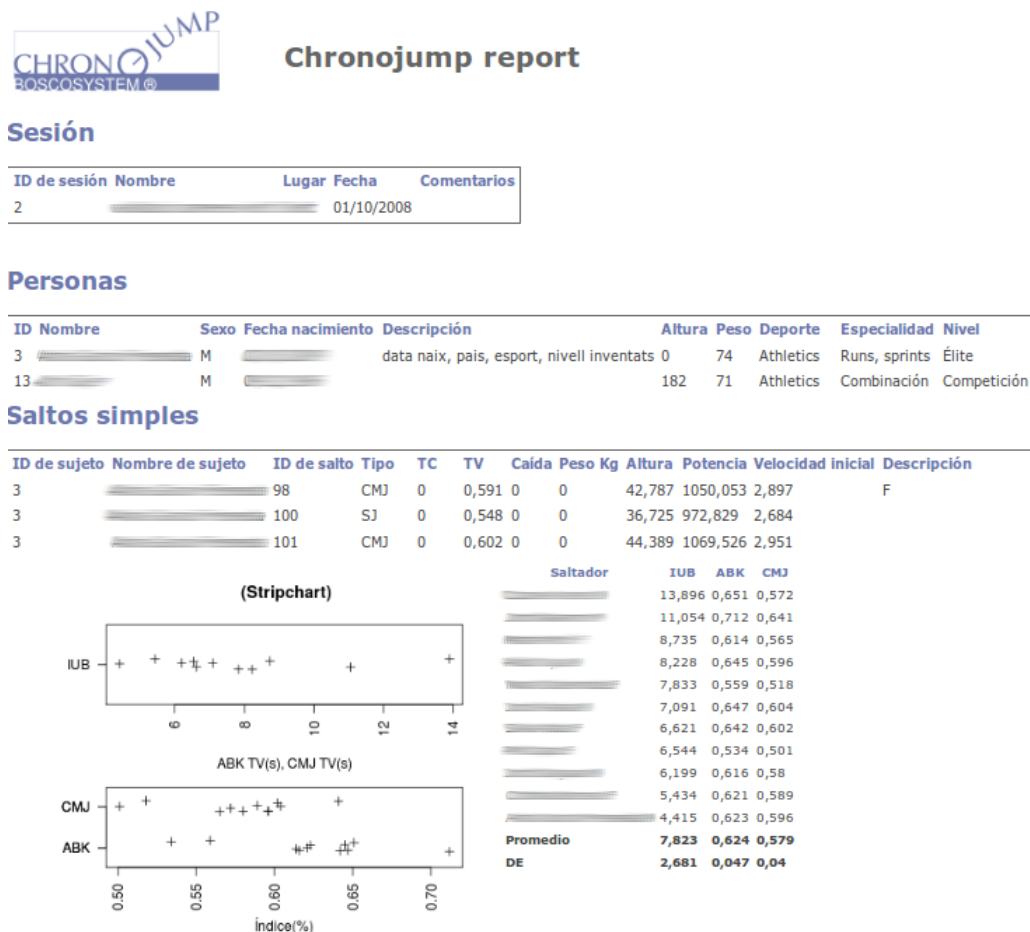 CHRONOJUMP
BOSCOSYSTEM ®
Chronojump report
Sesión
ID de sesión Nombre Lugar Fecha Comentarios
2 01/10/2008
Personas
ID Nombre Sexo Fecha nacimiento Descripción Altura Peso Deporte Especialidad Nivel
3 M data naix, pais, esport, nivell inventats 0 74 Athletics Runs, sprints Élite
13 M 182 71 Athletics Combinación Competición
Saltos simples
ID de sujeto Nombre de sujeto ID de salto Tipo TC TV Caída Peso Kg Altura Potencia Velocidad inicial Descripción
3 98 CMJ 0 0,591 0 0 42,787 1050,053 2,897 F
3 100 SJ 0 0,548 0 0 36,725 972,829 2,684
3 101 CMJ 0 0,602 0 0 44,389 1069,526 2,951
(Stripchart)
IUB
6 8 10 12 14
ABK TV(s), CMJ TV(s)
CMJ
ABK
0.50 0.55 0.60 0.65 0.70
Índice(%)
Saltador IUB ABK CMJ
13,896 0,651 0,572
11,054 0,712 0,641
8,735 0,614 0,565
8,228 0,645 0,596
7,833 0,559 0,518
7,091 0,647 0,604
6,621 0,642 0,602
6,544 0,534 0,501
6,199 0,616 0,58
5,434 0,621 0,589
4,415 0,623 0,596
Promedio 7,823 0,624 0,579
DE 2,681 0,047 0,04